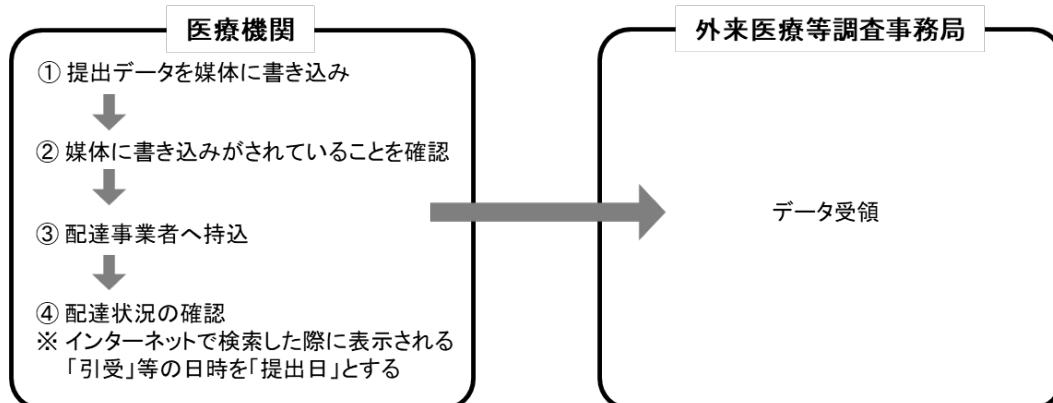 医療機関
① 提出データを媒体に書き込み
② 媒体に書き込みがされていることを確認
③ 配達事業者へ持込
④ 配達状況の確認
※ インターネットで検索した際に表示される
「引受」等の日時を「提出日」とする
外来医療等調査事務局
データ受領